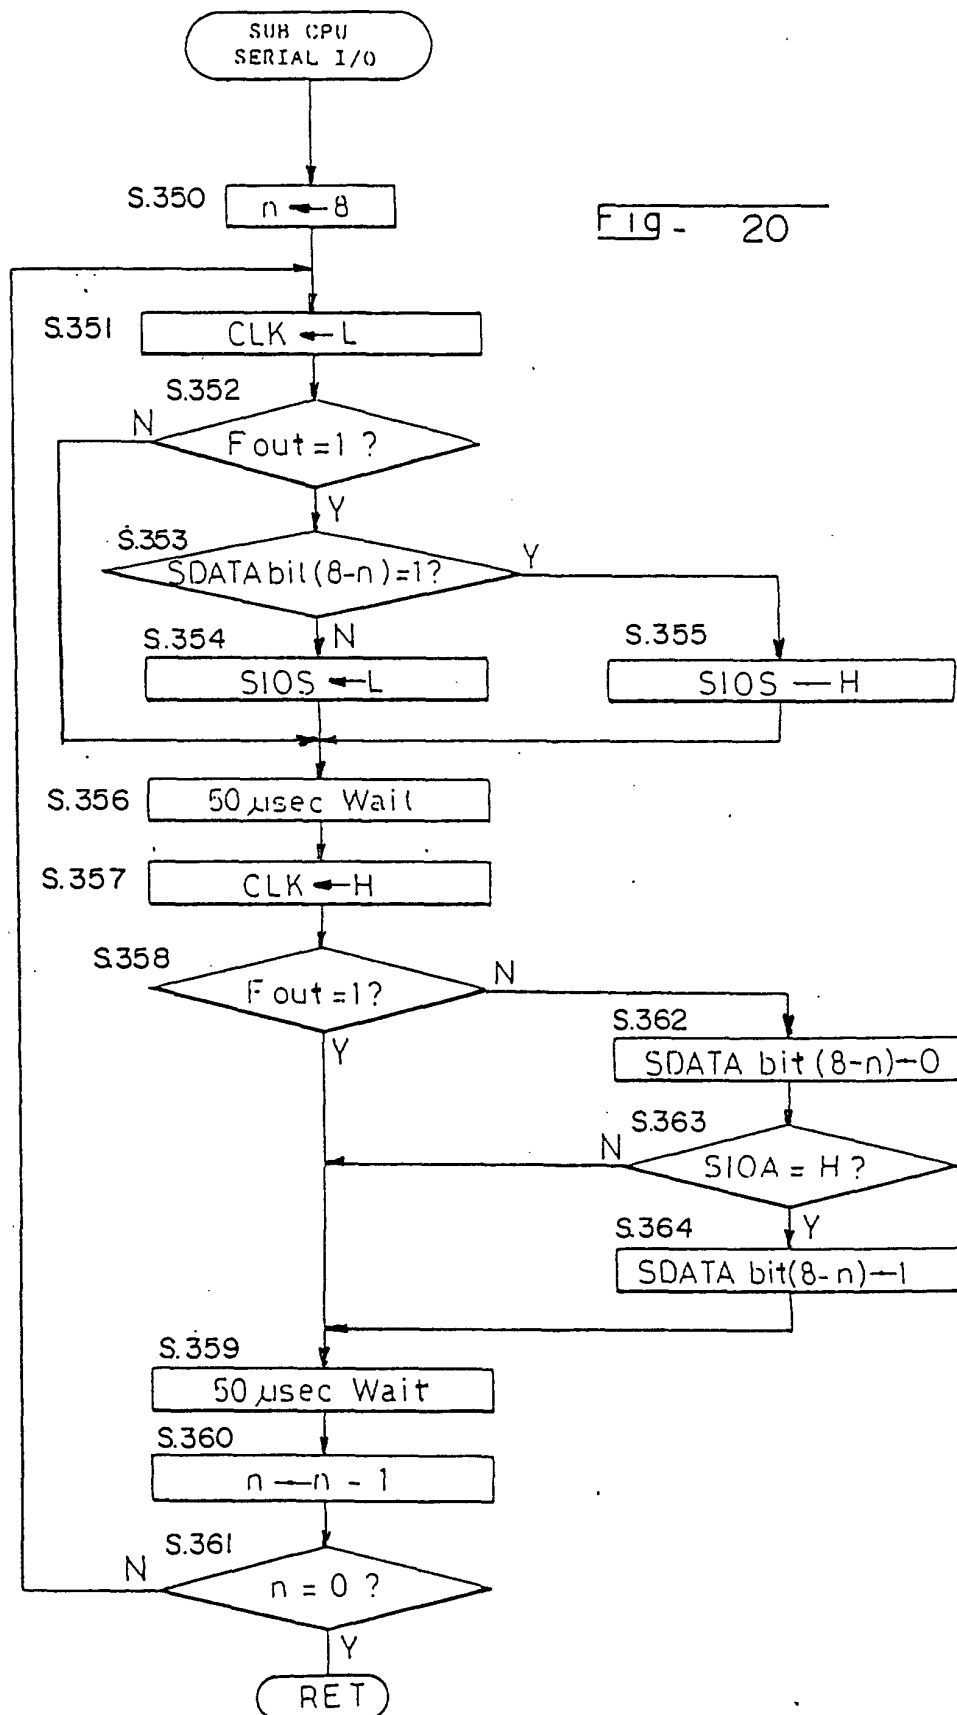 SUB CPU
SERIAL I/O
S.350
n ← 8
Fig - 20
S.351
CLK ← L
S.352
N
Fout = 1 ?
Y
S.353
SDATA bit (8-n) = 1?
Y
N
S.354
SIOS ← L
S.355
SIOS — H
S.356
50 μsec Wait
S.357
CLK ← H
S.358
Fout = 1?
N
Y
S.362
SDATA bit (8-n) ← 0
S.363
N
SIOA = H ?
Y
S.364
SDATA bit(8-n) ← 1
S.359
50 μsec Wait
S.360
n ← n - 1
S.361
N
n = 0 ?
Y
RET